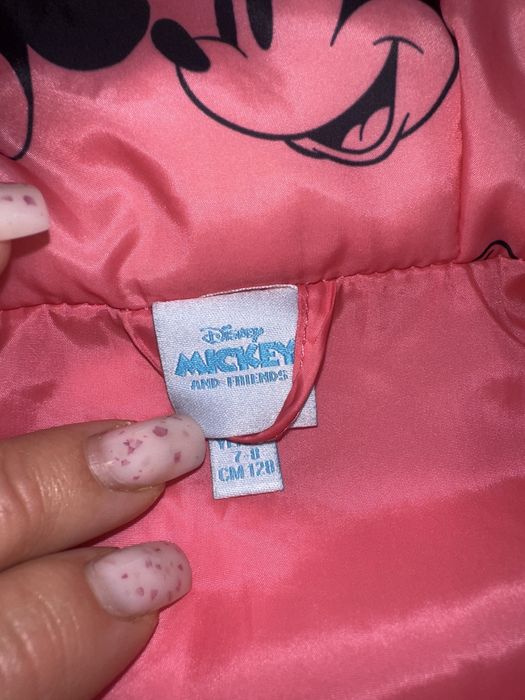 Disney
MICKEY
AND FRIENDS
7-8
CM 128